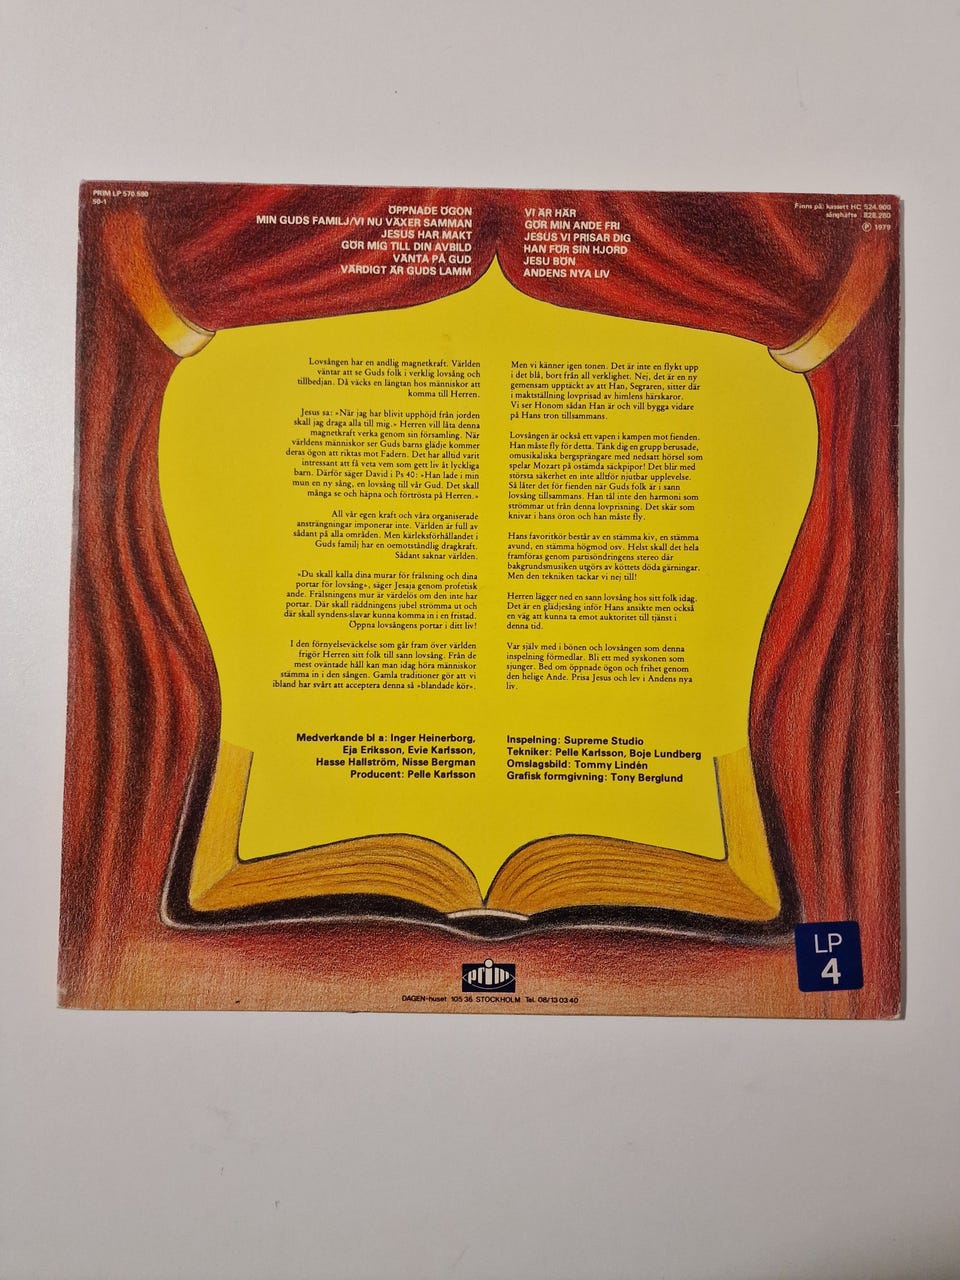 PRIM LP 570.580
50-1
ÖPPNADE ÖGON
MIN GUDS FAMILJ/VI NU VÄXER SAMMAN
JESUS HAR MAKT
GÖR MIG TILL DIN AVBILD
VÄNTA PÅ GUD
VÄRDIGT ÄR GUDS LAMM
VI ÄR HÄR
GÖR MIN ANDE FRI
JESUS VI PRISAR DIG
HAN FÖR SIN HJORD
JESU BÖN
ANDENS NYA LIV
Finns på: kassett HC 524.900
sånghäfte : 828.280
Ⓟ 1979
Lovsången har en andlig magnetkraft. Världen
väntar att se Guds folk i verklig lovsång och
tillbedjan. Då väcks en längtan hos människor att
komma till Herren.
Jesus sa: »När jag har blivit upphöjd från jorden
skall jag draga alla till mig.» Herren vill låta denna
magnetkraft verka genom sin församling. När
världens människor ser Guds barns glädje kommer
deras ögon att riktas mot Fadern. Det har alltid varit
intressant att få veta vem som gett liv åt lyckliga
barn. Därför säger David i Ps 40: »Han lade i min
mun en ny sång, en lovsång till vår Gud. Det skall
många se och häpna och förtrösta på Herren.»
All vår egen kraft och våra organiserade
ansträngningar imponerar inte. Världen är full av
sådant på alla områden. Men kärleksförhållandet i
Guds familj har en oemotståndlig dragkraft.
Sådant saknar världen.
»Du skall kalla dina murar för frälsning och dina
portar för lovsång», säger Jesaja genom profetisk
ande. Frälsningens mur är värdelös om den inte har
portar. Där skall räddningens jubel strömma ut och
där skall syndens-slavar kunna komma in i en fristad.
Öppna lovsångens portar i ditt liv!
I den förnyelseväckelse som går fram över världen
frigör Herren sitt folk till sann lovsång. Från de
mest oväntade håll kan man idag höra människor
stämma in i den sången. Gamla traditioner gör att vi
ibland har svårt att acceptera denna så »blandade kör».
Men vi känner igen tonen. Det är inte en flykt upp
i det blå, bort från all verklighet. Nej, det är en ny
gemensam upptäckt av att Han, Segraren, sitter där
i maktställning lovprisad av himlens härskaror.
Vi ser Honom sådan Han är och vill bygga vidare
på Hans tron tillsammans.
Lovsången är också ett vapen i kampen mot fienden.
Han måste fly för detta. Tänk dig en grupp berusade,
omusikaliska bergsprängare med nedsatt hörsel som
spelar Mozart på ostämda säckpipor! Det blir med
största säkerhet en inte alltför njutbar upplevelse.
Så låter det för fienden när Guds folk är i sann
lovsång tillsammans. Han tål inte den harmoni som
strömmar ut från denna lovprisning. Det skär som
knivar i hans öron och han måste fly.
Hans favoritkör består av en stämma kiv, en stämma
avund, en stämma högmod osv. Helst skall det hela
framföras genom partisöndringens stereo där
bakgrundsmusiken utgörs av köttets döda gärningar.
Men den tekniken tackar vi nej till!
Herren lägger ned en sann lovsång hos sitt folk idag.
Det är en glädjesång inför Hans ansikte men också
en väg att kunna ta emot auktoritet till tjänst i
denna tid.
Var själv med i bönen och lovsången som denna
inspelning förmedlar. Bli ett med syskonen som
sjunger. Bed om öppnade ögon och frihet genom
den helige Ande. Prisa Jesus och lev i Andens nya
liv.
Medverkande bl a: Inger Heinerborg,
Eja Eriksson, Evie Karlsson,
Hasse Hallström, Nisse Bergman
Producent: Pelle Karlsson
Inspelning: Supreme Studio
Tekniker: Pelle Karlsson, Boje Lundberg
Omslagsbild: Tommy Lindén
Grafisk formgivning: Tony Berglund
LP
4
prim
DAGEN-huset 105 36 STOCKHOLM Tel. 08/13 03 40